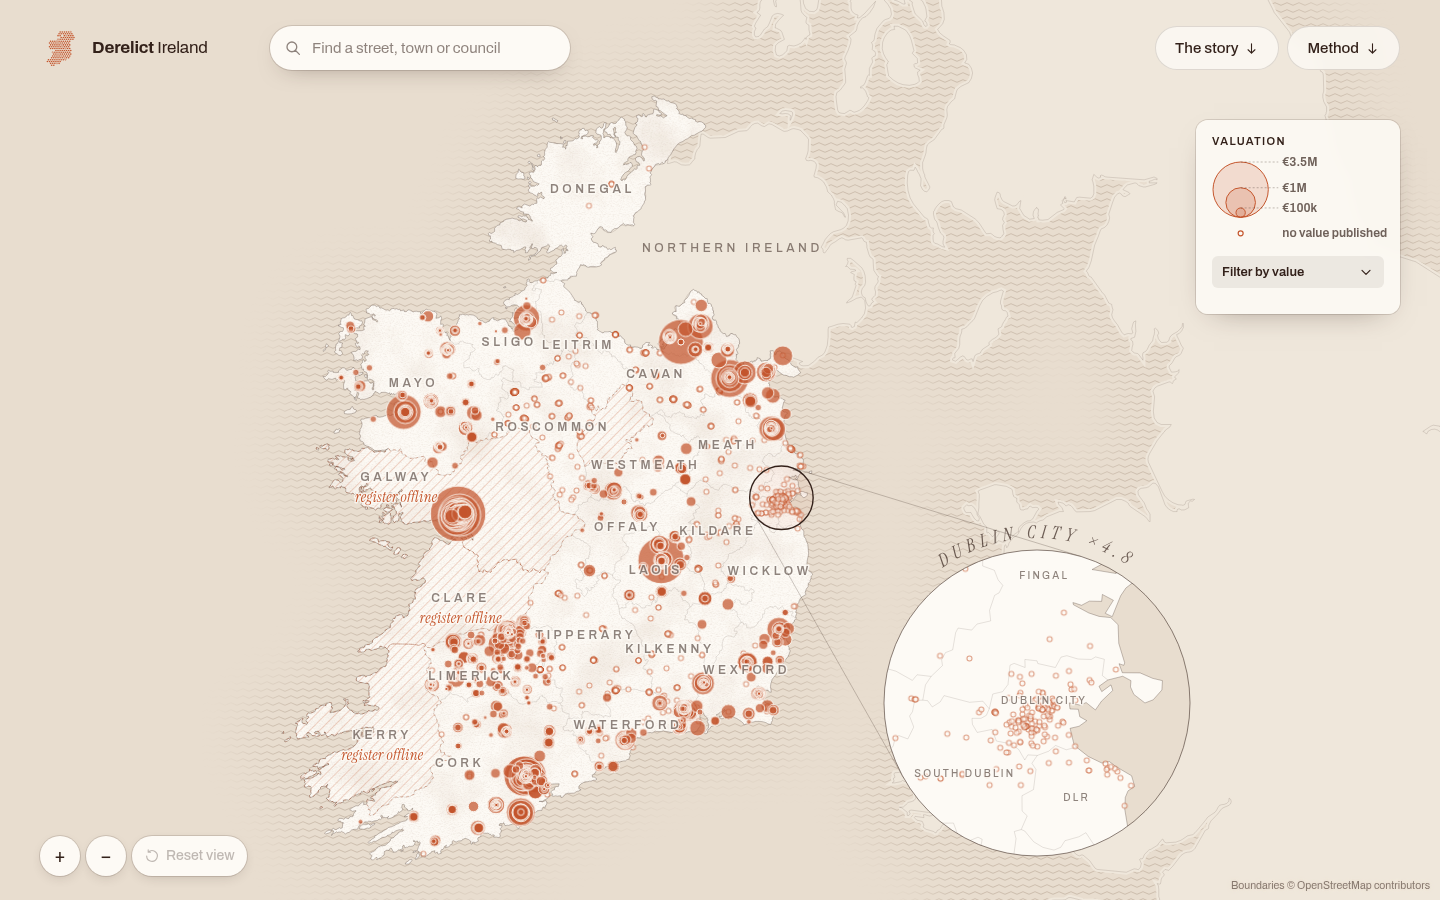 Derelict Ireland
Find a street, town or council
The story ↓
Method ↓
VALUATION
€3.5M
€1M
€100k
no value published
Filter by value
DONEGAL
NORTHERN IRELAND
SLIGO
LEITRIM
CAVAN
MAYO
ROSCOMMON
MEATH
WESTMEATH
GALWAY
register offline
OFFALY
KILDARE
LAOIS
WICKLOW
CLARE
register offline
TIPPERARY
KILKENNY
WEXFORD
LIMERICK
WATERFORD
KERRY
register offline
CORK
DUBLIN CITY ×4.8
FINGAL
DUBLIN CITY
SOUTH DUBLIN
DLR
+
−
Reset view
Boundaries © OpenStreetMap contributors